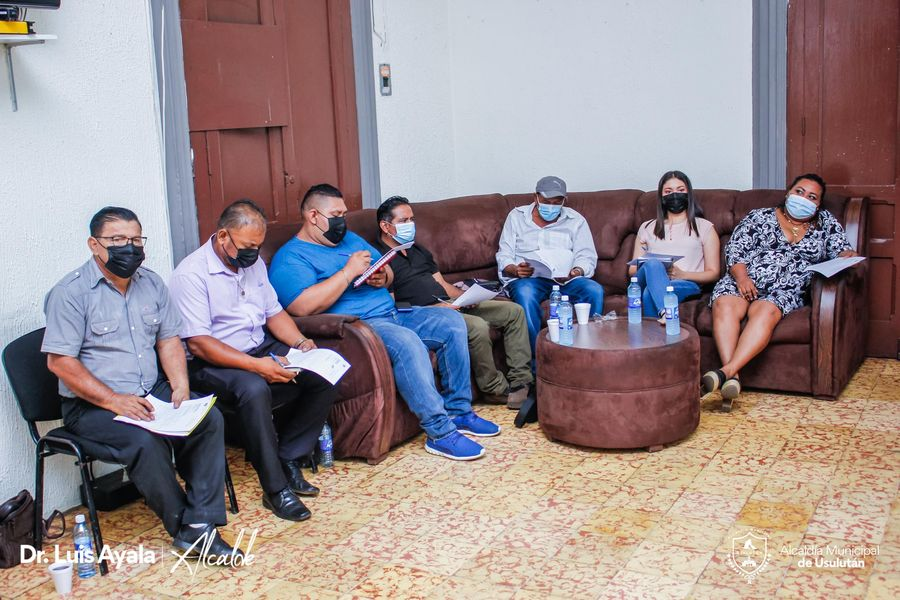 Dr. Luis Ayala | Alcalde
Alcaldía Municipal
de Usulután